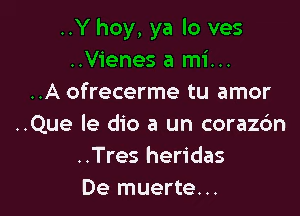 ..Y hoy, ya lo ves
..Vienes a mi...
..A ofrecerme tu amor
..Que le dio a un corazón
..Tres heridas
De muerte...